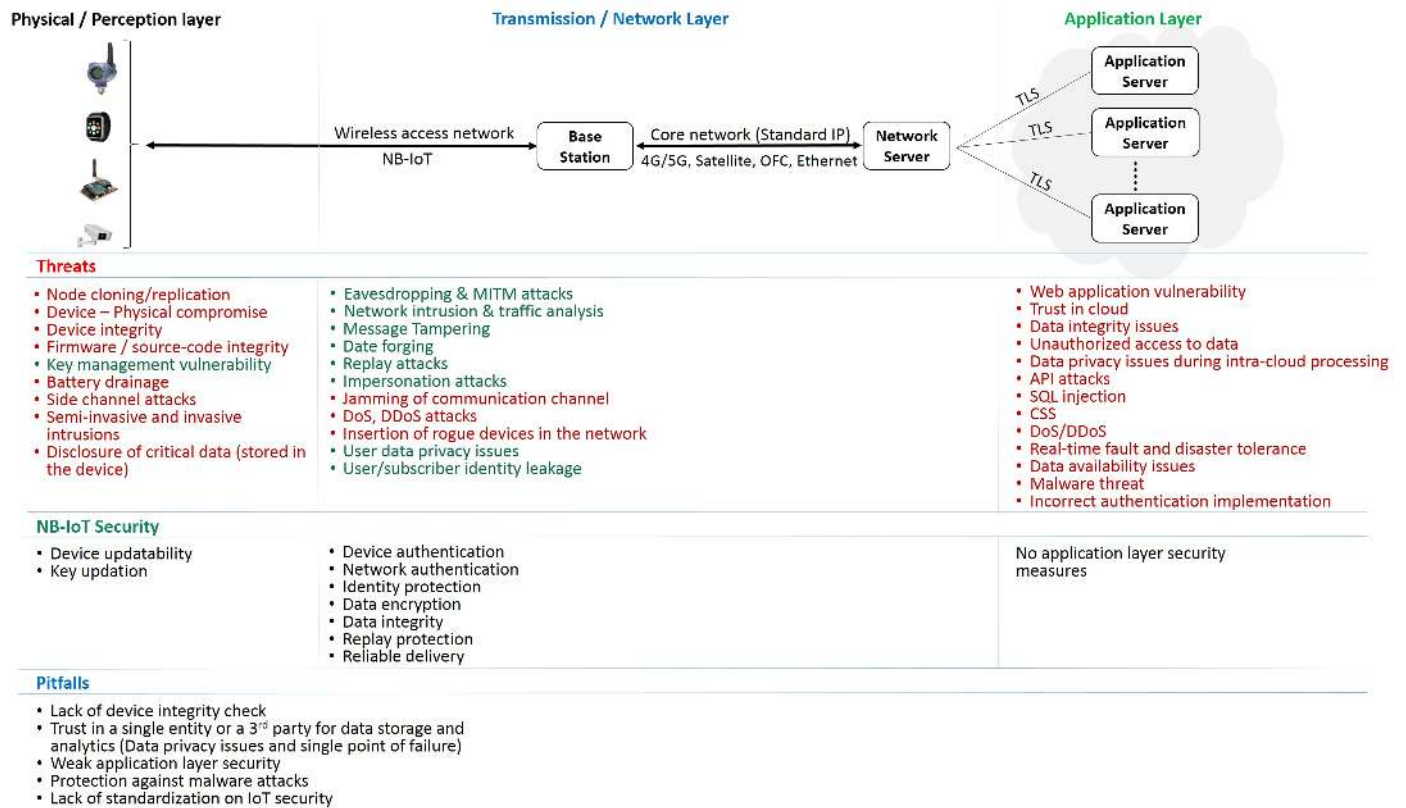 Physical / Perception layer
Transmission / Network Layer
Application Layer
Application
Server
TLS
Application
Server
TLS
Wireless access network
NB-IoT
Base
Station
Core network (Standard IP)
4G/5G, Satellite, OFC, Ethernet
Network
Server
TLS
Application
Server
Threats
• Node cloning/replication
• Device – Physical compromise
• Device integrity
• Firmware / source-code integrity
• Key management vulnerability
• Battery drainage
• Side channel attacks
• Semi-invasive and invasive
intrusions
• Disclosure of critical data (stored in
the device)
• Eavesdropping & MITM attacks
• Network intrusion & traffic analysis
• Message Tampering
• Date forging
• Replay attacks
• Impersonation attacks
• Jamming of communication channel
• DoS, DDoS attacks
• Insertion of rogue devices in the network
• User data privacy issues
• User/subscriber identity leakage
• Web application vulnerability
• Trust in cloud
• Data integrity issues
• Unauthorized access to data
• Data privacy issues during intra-cloud processing
• API attacks
• SQL injection
• CSS
• DoS/DDoS
• Real-time fault and disaster tolerance
• Data availability issues
• Malware threat
• Incorrect authentication implementation
NB-IoT Security
• Device updatability
• Key updation
• Device authentication
• Network authentication
• Identity protection
• Data encryption
• Data integrity
• Replay protection
• Reliable delivery
No application layer security
measures
Pitfalls
• Lack of device integrity check
• Trust in a single entity or a 3rd party for data storage and
analytics (Data privacy issues and single point of failure)
• Weak application layer security
• Protection against malware attacks
• Lack of standardization on IoT security